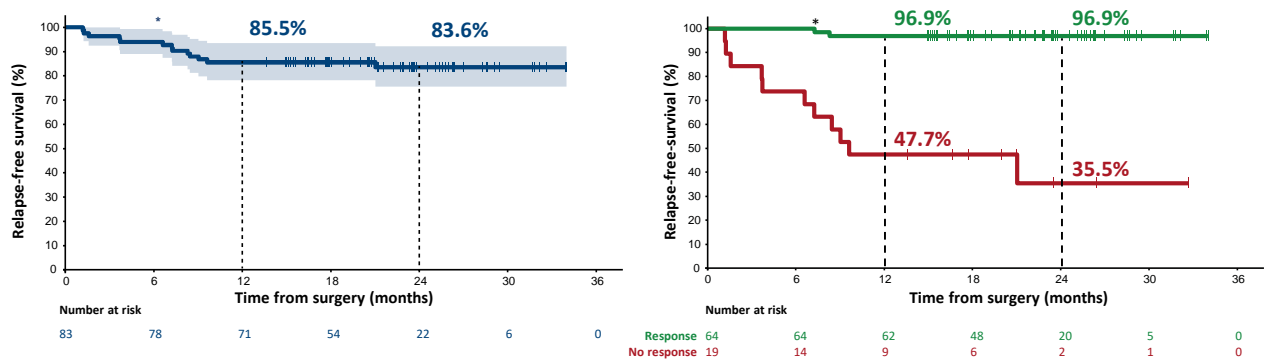 Relapse-free survival (%)
100
90
80
70
60
50
40
30
20
10
0
*
85.5%
83.6%
0 6 12 18 24 30 36
Time from surgery (months)
Number at risk
83 78 71 54 22 6 0
Relapse-free-survival (%)
100
90
80
70
60
50
40
30
20
10
0
*
96.9%
96.9%
47.7%
35.5%
0 6 12 18 24 30 36
Time from surgery (months)
Number at risk
Response 64 64 62 48 20 5 0
No response 19 14 9 6 2 1 0